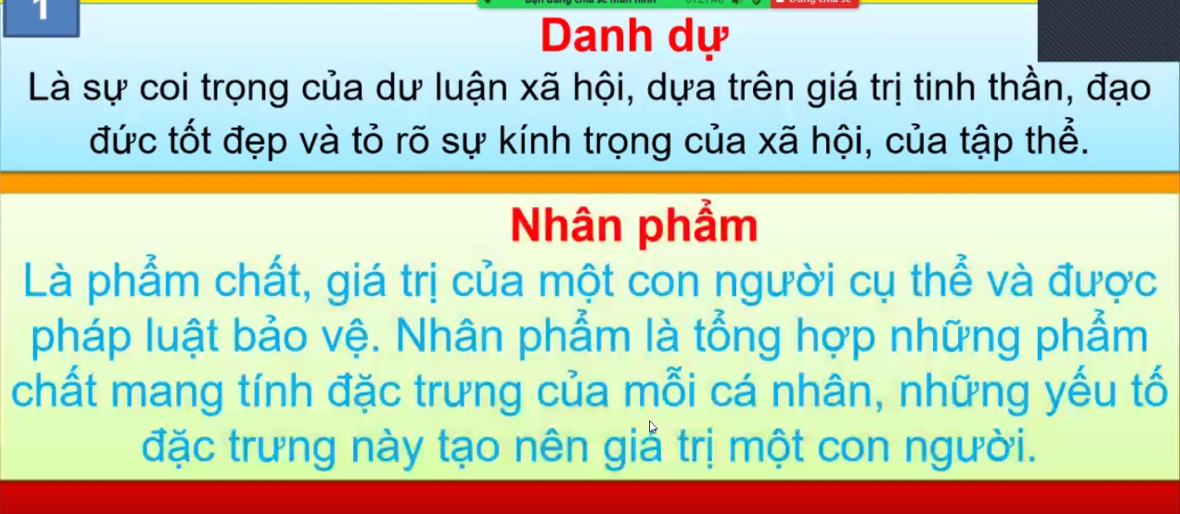 1
Danh dự
Là sự coi trọng của dư luận xã hội, dựa trên giá trị tinh thần, đạo
đức tốt đẹp và tỏ rõ sự kính trọng của xã hội, của tập thể.
Nhân phẩm
Là phẩm chất, giá trị của một con người cụ thể và được
pháp luật bảo vệ. Nhân phẩm là tổng hợp những phẩm
chất mang tính đặc trưng của mỗi cá nhân, những yếu tố
đặc trưng này tạo nên giá trị một con người.